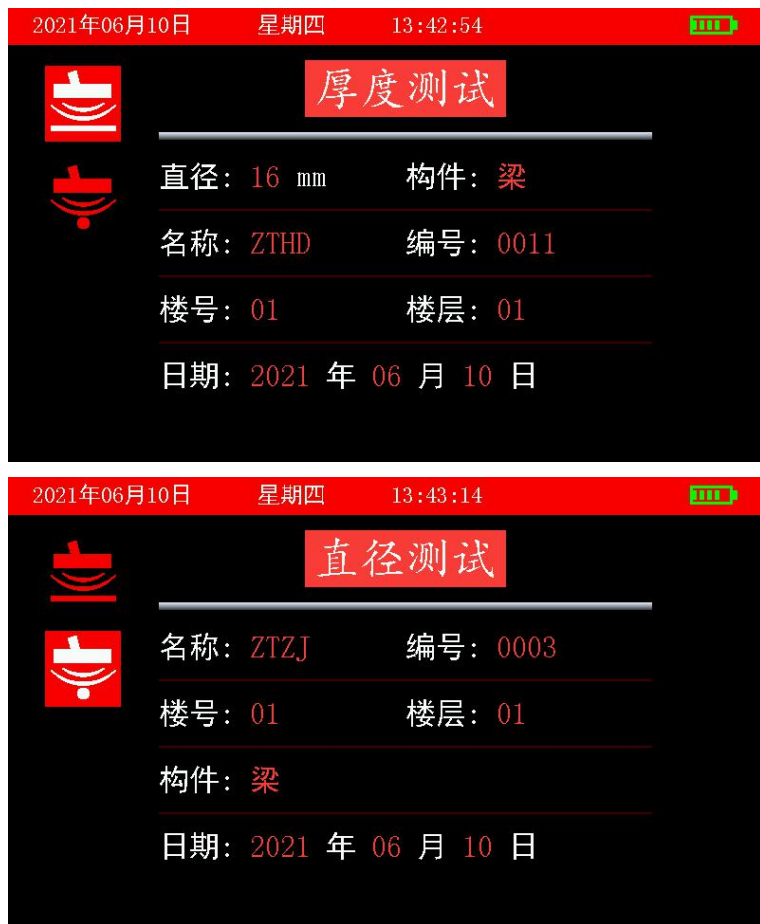 2021年06月10日 星期四 13:42:54
厚度测试
直径: 16 mm 构件: 梁
名称: ZTHD 编号: 0011
楼号: 01 楼层: 01
日期: 2021 年 06 月 10 日
2021年06月10日 星期四 13:43:14
直径测试
名称: ZTZJ 编号: 0003
楼号: 01 楼层: 01
构件: 梁
日期: 2021 年 06 月 10 日